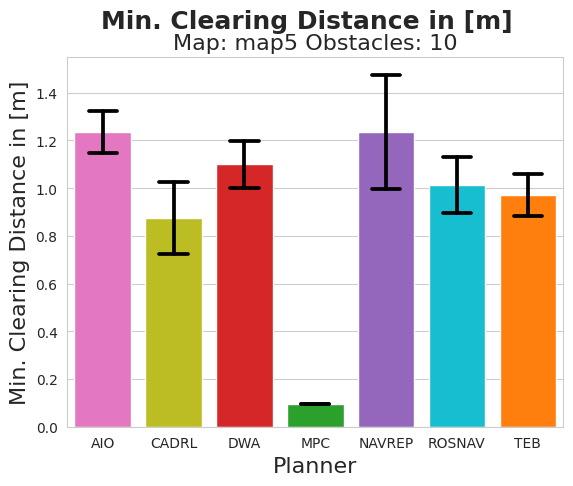 Min. Clearing Distance in [m]
Map: map5 Obstacles: 10
Min. Clearing Distance in [m]
1.4
1.2
1.0
0.8
0.6
0.4
0.2
0.0
AIO CADRL DWA MPC NAVREP ROSNAV TEB
Planner